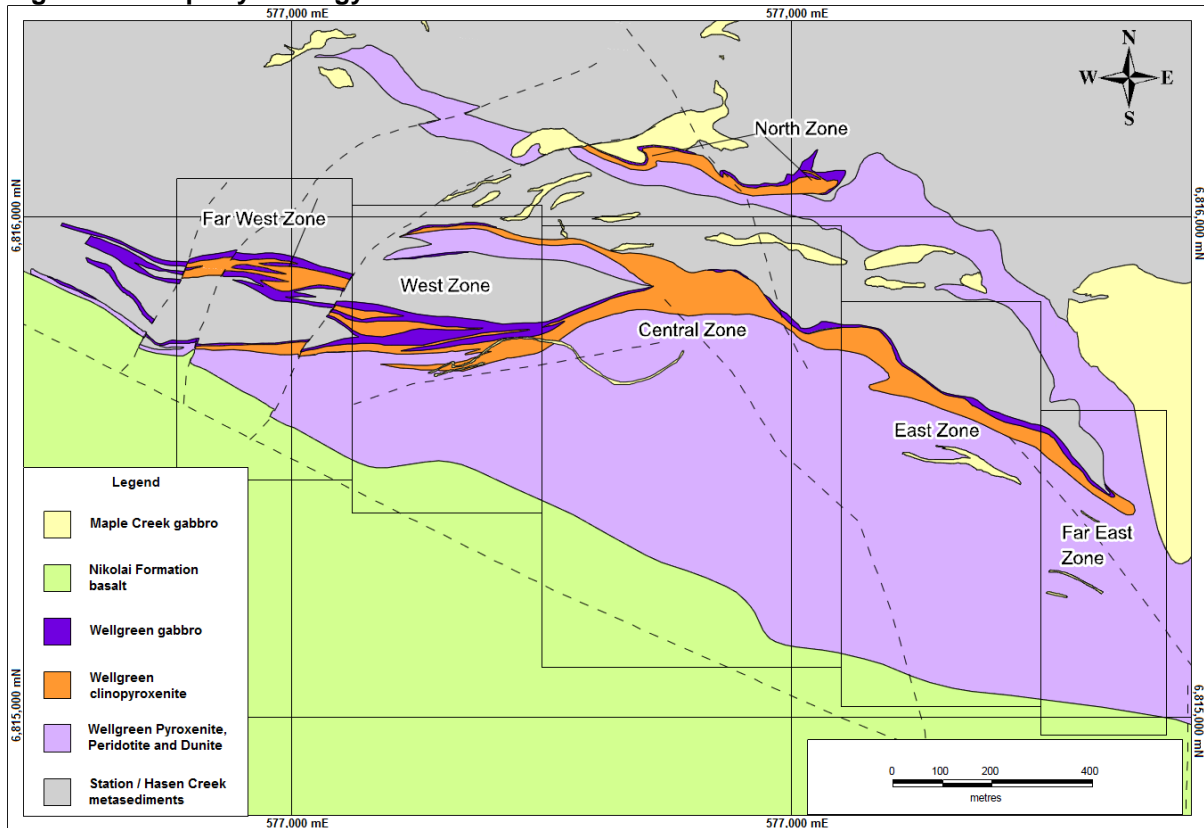 577,000 mE
577,000 mE
N
W
E
S
North Zone
6,816,000 mN
6,816,000 mN
Far West Zone
West Zone
Central Zone
East Zone
Far East
Zone
Legend
Maple Creek gabbro
Nikolai Formation
basalt
Wellgreen gabbro
Wellgreen
clinopyroxenite
Wellgreen Pyroxenite,
Peridotite and Dunite
Station / Hasen Creek
metasediments
6,815,000 mN
6,815,000 mN
0 100 200 400
metres
577,000 mE
577,000 mE